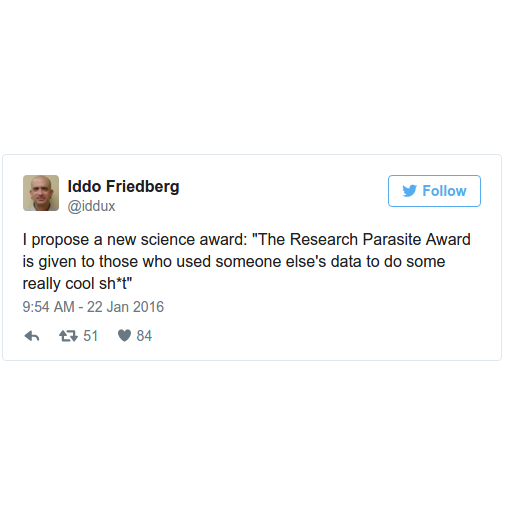 Iddo Friedberg
@iddux
Follow
I propose a new science award: "The Research Parasite Award
is given to those who used someone else's data to do some
really cool sh*t"
9:54 AM - 22 Jan 2016
51 84